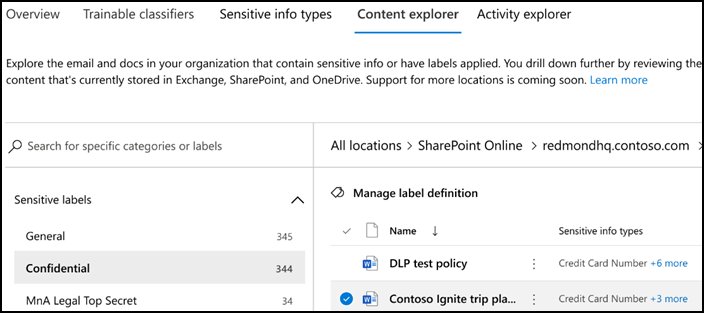 Overview Trainable classifiers Sensitive info types Content explorer Activity explorer
Explore the email and docs in your organization that contain sensitive info or have labels applied. You drill down further by reviewing the
content that's currently stored in Exchange, SharePoint, and OneDrive. Support for more locations is coming soon. Learn more
Search for specific categories or labels
All locations > SharePoint Online > redmondhq.contoso.com >
Sensitive labels
Manage label definition
General 345
Name ↓ Sensitive info types
Confidential 344
DLP test policy Credit Card Number +6 more
MnA Legal Top Secret 34
Contoso Ignite trip pla... Credit Card Number +3 more